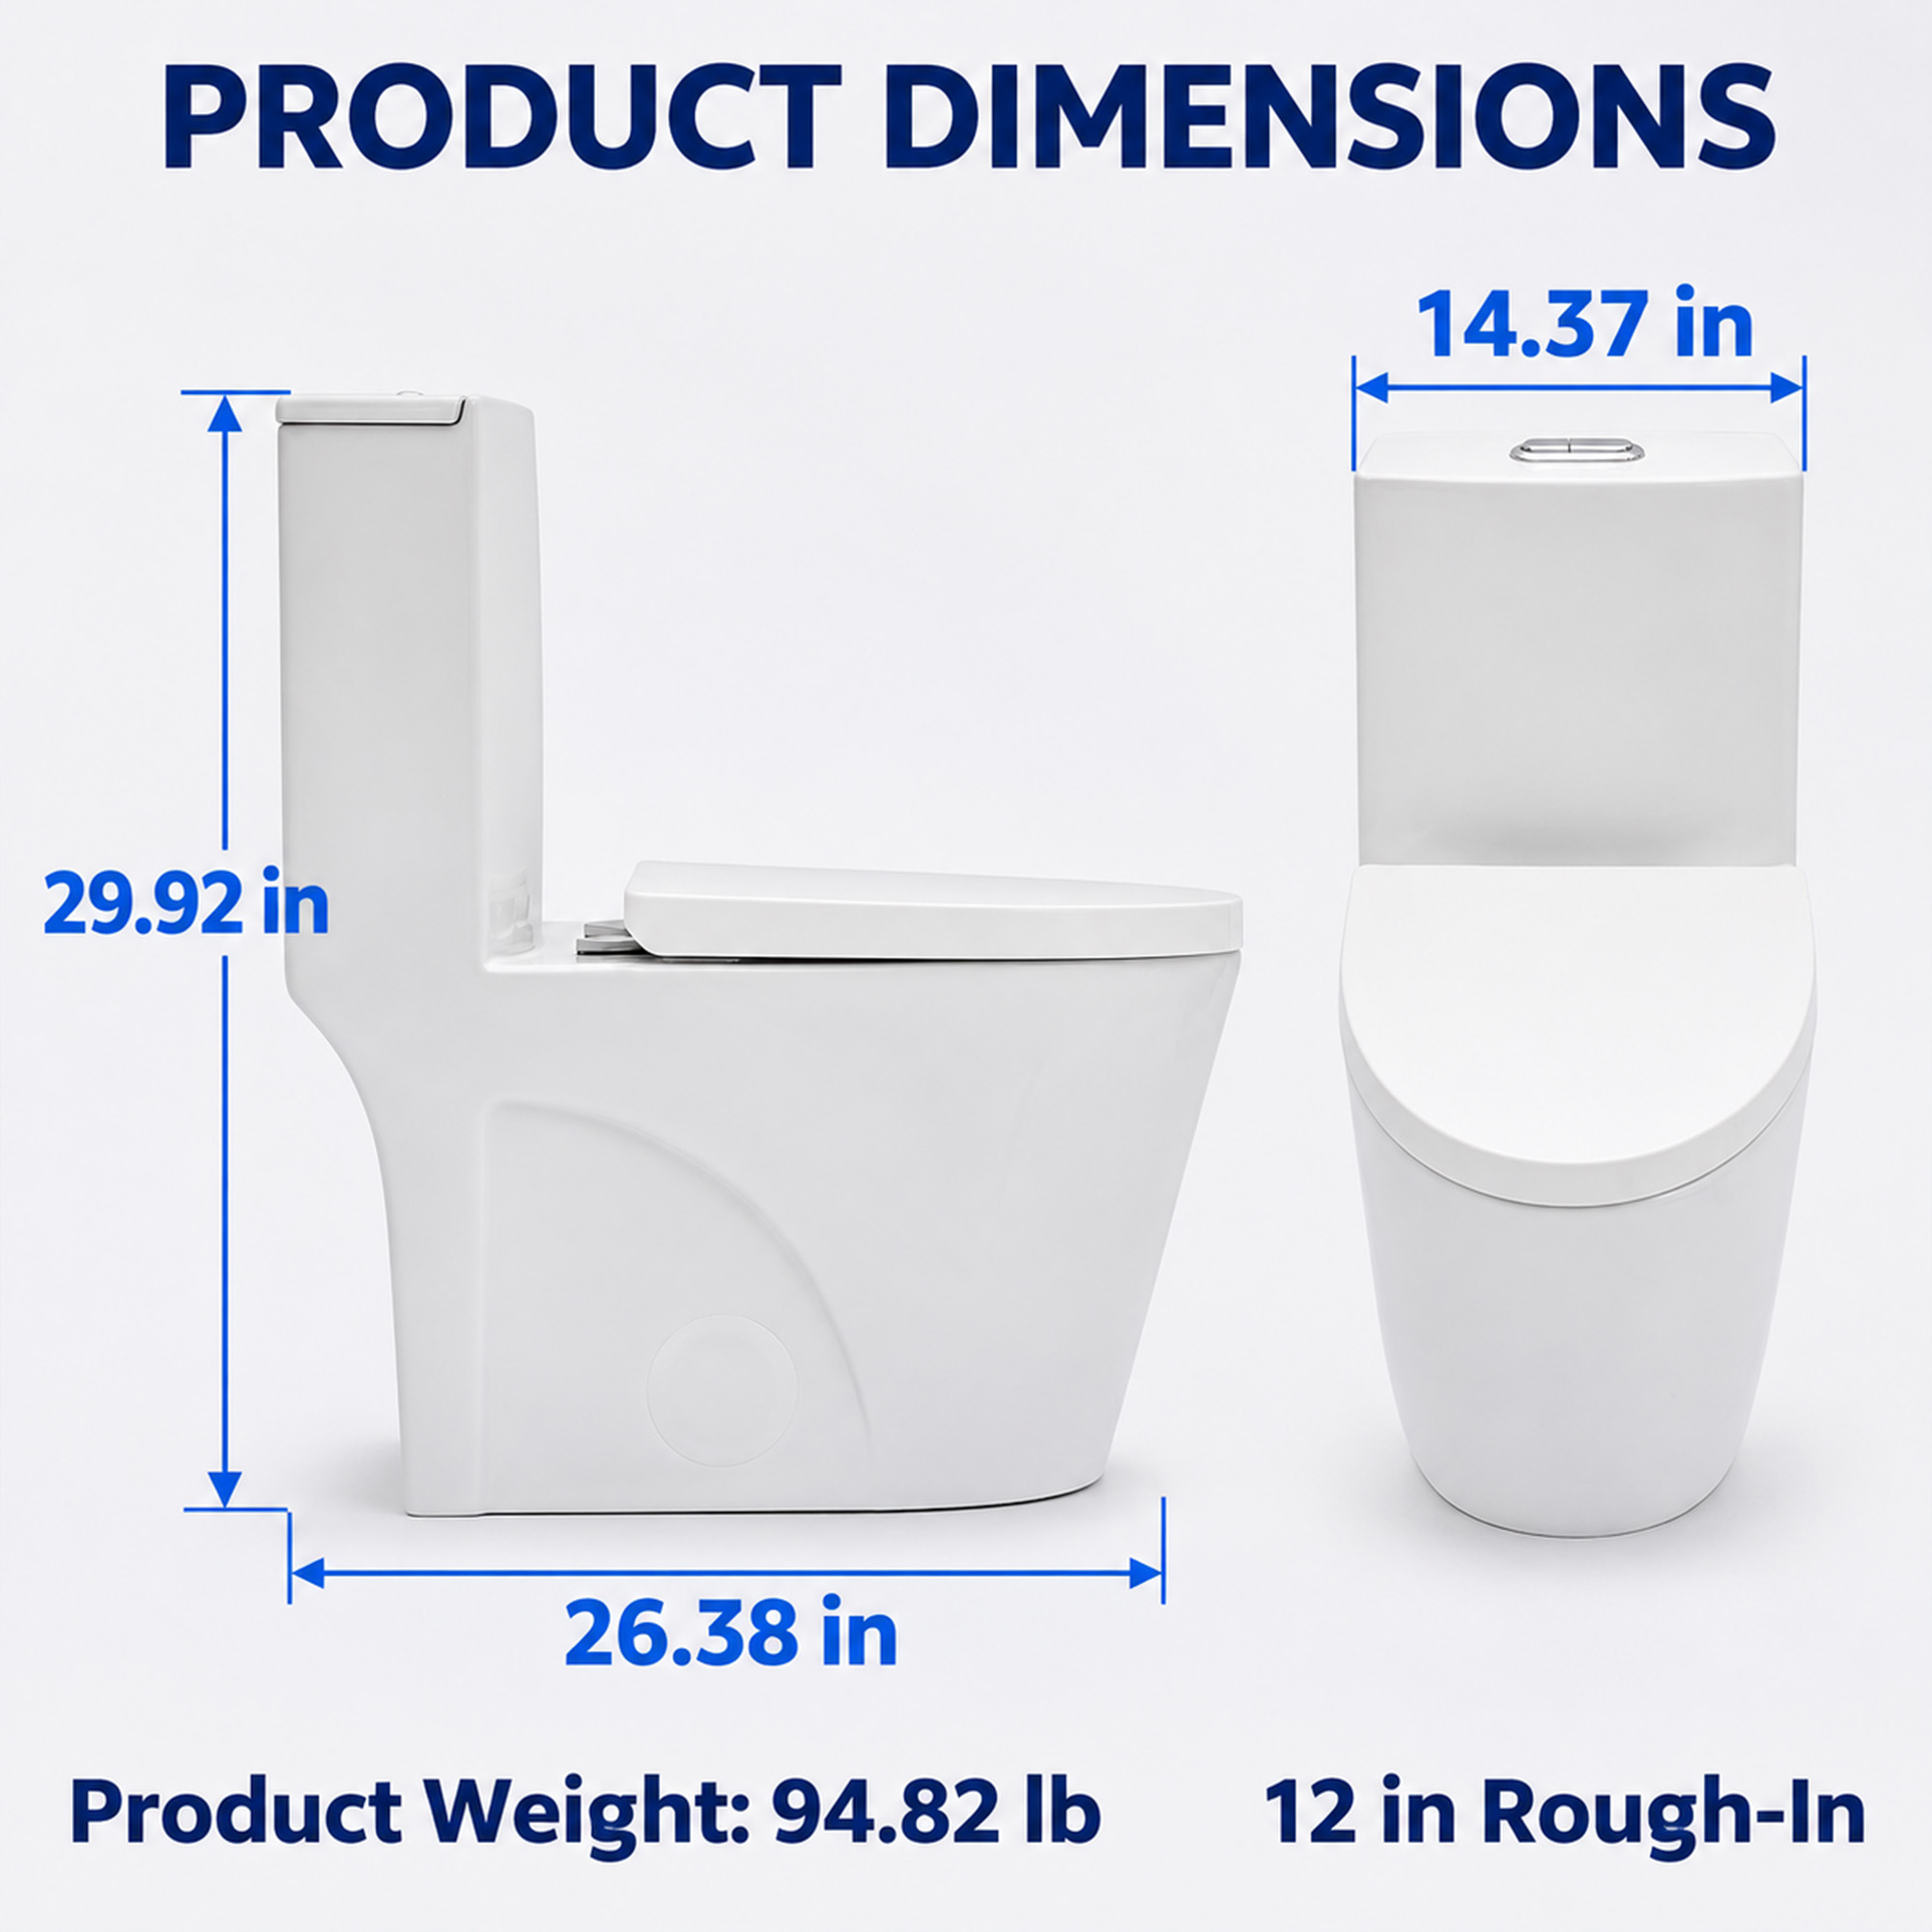 PRODUCT DIMENSIONS
14.37 in
29.92 in
26.38 in
Product Weight: 94.82 lb
12 in Rough-In